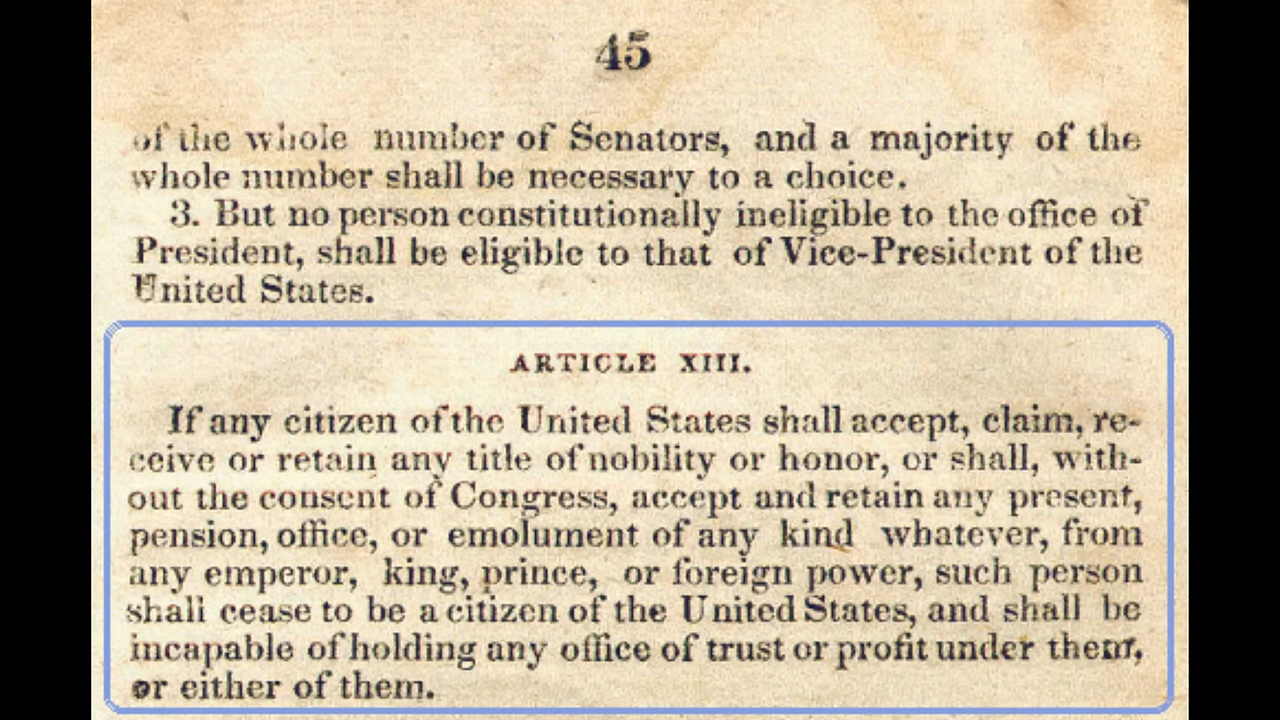 45
of the whole number of Senators, and a majority of the
whole number shall be necessary to a choice.
3. But no person constitutionally ineligible to the office of
President, shall be eligible to that of Vice-President of the
United States.
ARTICLE XIII.
If any citizen of the United States shall accept, claim, re-
ceive or retain any title of nobility or honor, or shall, with-
out the consent of Congress, accept and retain any present,
pension, office, or emolument of any kind whatever, from
any emperor, king, prince, or foreign power, such person
shall cease to be a citizen of the United States, and shall be
incapable of holding any office of trust or profit under them,
or either of them.